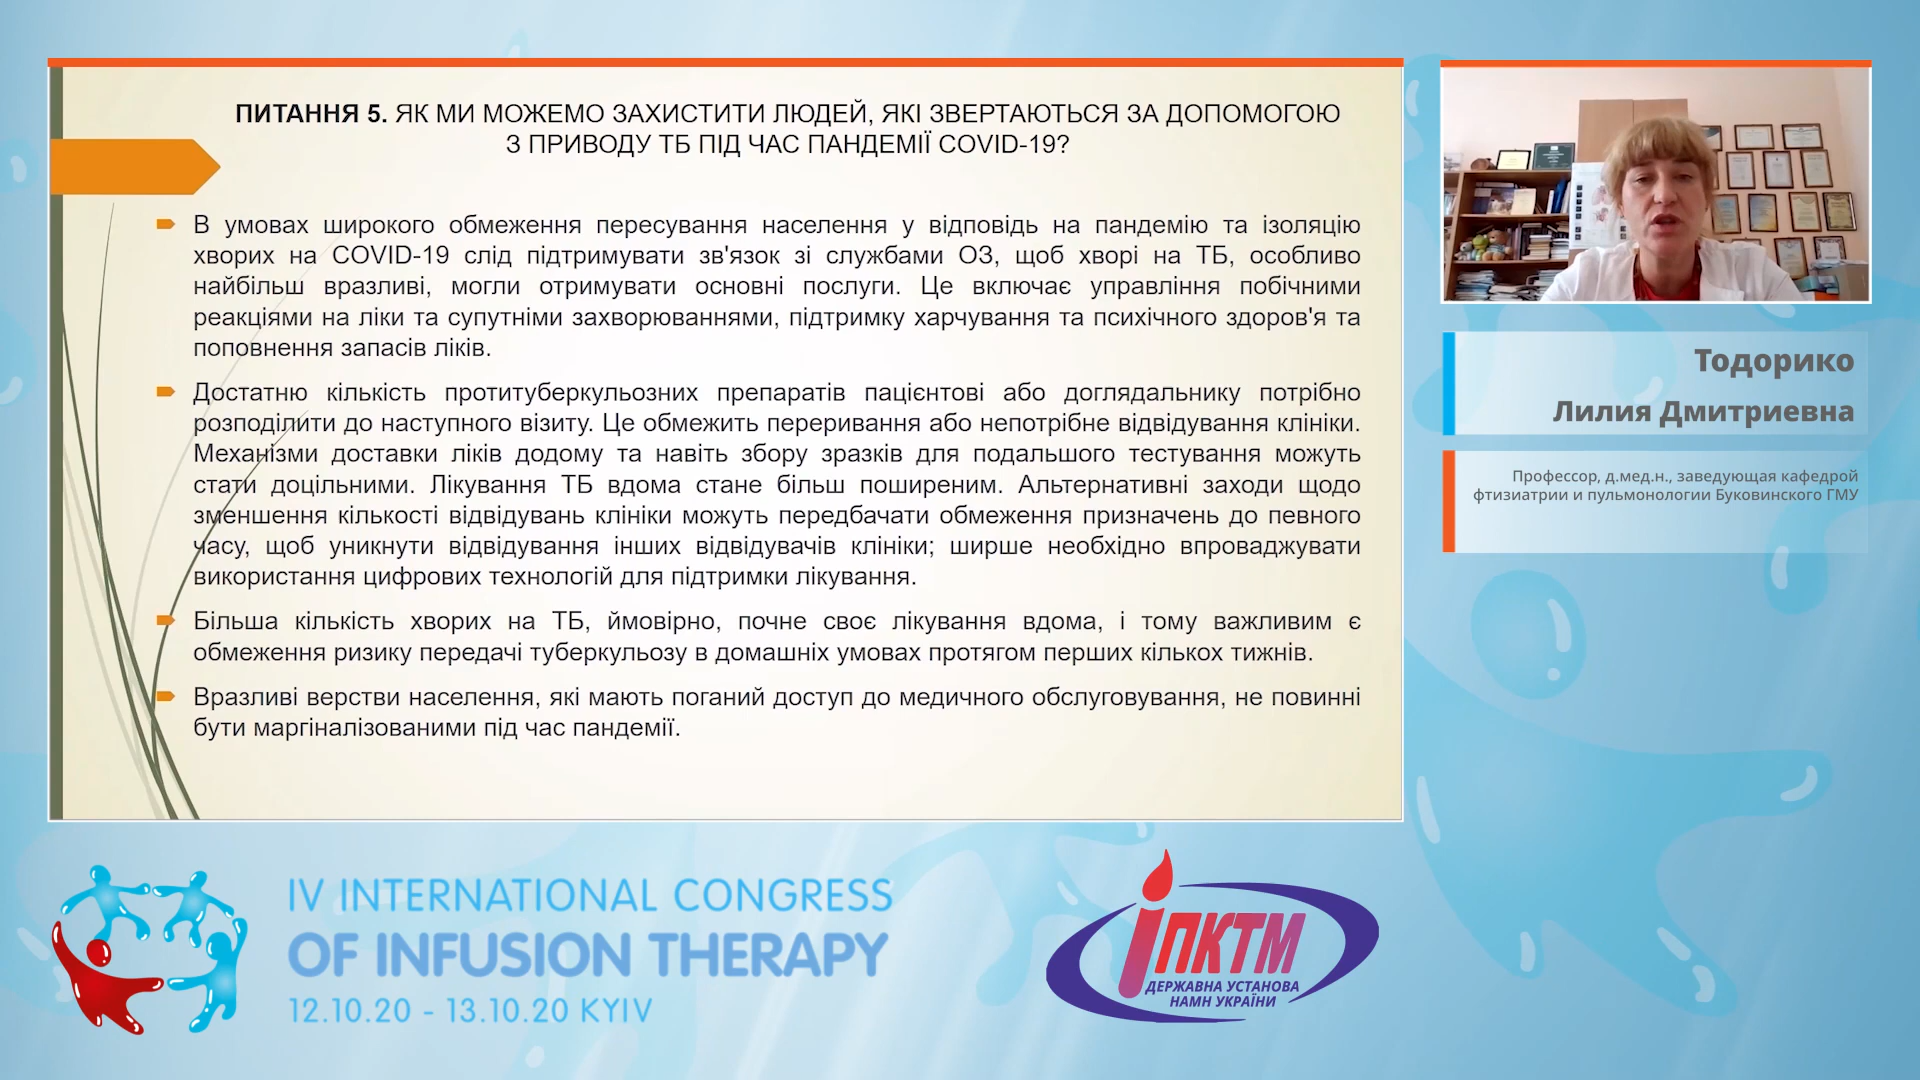 ПИТАННЯ 5. ЯК МИ МОЖЕМО ЗАХИСТИТИ ЛЮДЕЙ, ЯКІ ЗВЕРТАЮТЬСЯ ЗА ДОПОМОГОЮ
З ПРИВОДУ ТБ ПІД ЧАС ПАНДЕМІЇ COVID-19?
В умовах широкого обмеження пересування населення у відповідь на пандемію та ізоляцію
хворих на COVID-19 слід підтримувати зв'язок зі службами ОЗ, щоб хворі на ТБ, особливо
найбільш вразливі, могли отримувати основні послуги. Це включає управління побічними
реакціями на ліки та супутніми захворюваннями, підтримку харчування та психічного здоров'я та
поповнення запасів ліків.
Достатню кількість протитуберкульозних препаратів пацієнтові або доглядальнику потрібно
розподілити до наступного візиту. Це обмежить переривання або непотрібне відвідування клініки.
Механізми доставки ліків додому та навіть збору зразків для подальшого тестування можуть
стати доцільними. Лікування ТБ вдома стане більш поширеним. Альтернативні заходи щодо
зменшення кількості відвідувань клініки можуть передбачати обмеження призначень до певного
часу, щоб уникнути відвідування інших відвідувачів клініки; ширше необхідно впроваджувати
використання цифрових технологій для підтримки лікування.
Більша кількість хворих на ТБ, ймовірно, почне своє лікування вдома, і тому важливим є
обмеження ризику передачі туберкульозу в домашніх умовах протягом перших кількох тижнів.
Вразливі верстви населення, які мають поганий доступ до медичного обслуговування, не повинні
бути маргіналізованими під час пандемії.
Тодорико
Лилия Дмитриевна
Профессор, д.мед.н., заведующая кафедрой
фтизиатрии и пульмонологии Буковинского ГМУ
IV INTERNATIONAL CONGRESS
OF INFUSION THERAPY
12.10.20 - 13.10.20 KYIV
ІПКТМ
ДЕРЖАВНА УСТАНОВА
НАМН УКРАЇНИ